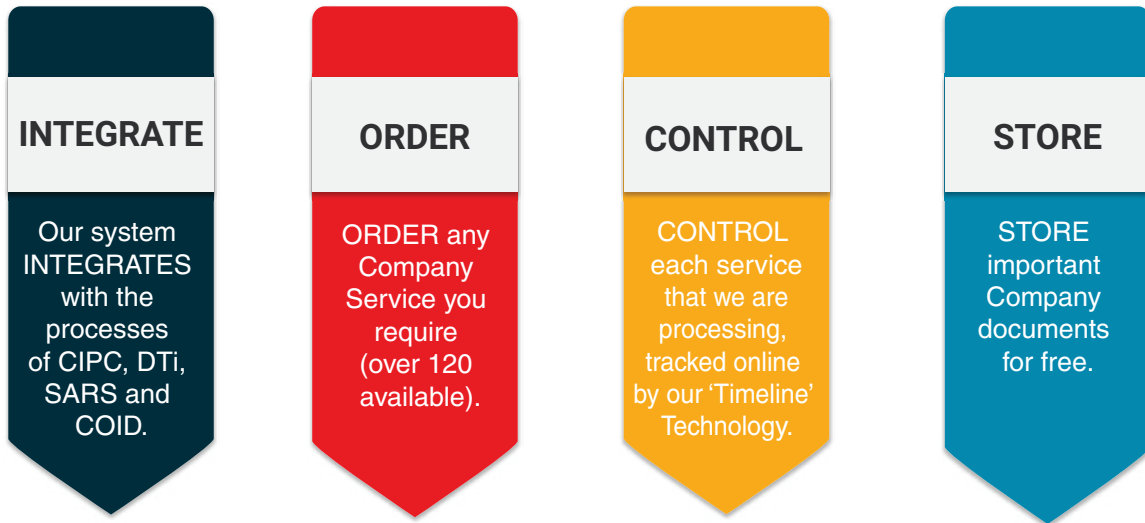 INTEGRATE
Our system
INTEGRATES
with the
processes
of CIPC, DTi,
SARS and
COID.
ORDER
ORDER any
Company
Service you
require
(over 120
available).
CONTROL
CONTROL
each service
that we are
processing,
tracked online
by our ‘Timeline’
Technology.
STORE
STORE
important
Company
documents
for free.